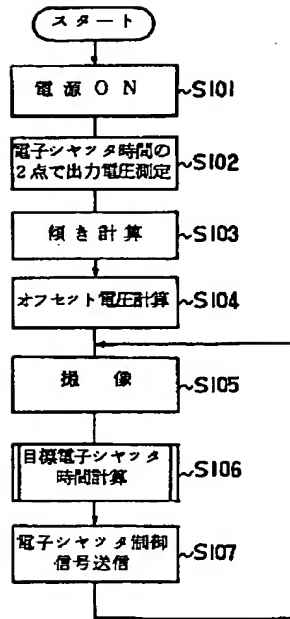 スタート
電源ON
~S101
電子シャッタ時間の
2点で出力電圧測定
~S102
傾き計算
~S103
オフセット電圧計算
~S104
撮像
~S105
目標電子シャッタ
時間計算
~S106
電子シャッタ制御
信号送信
~S107